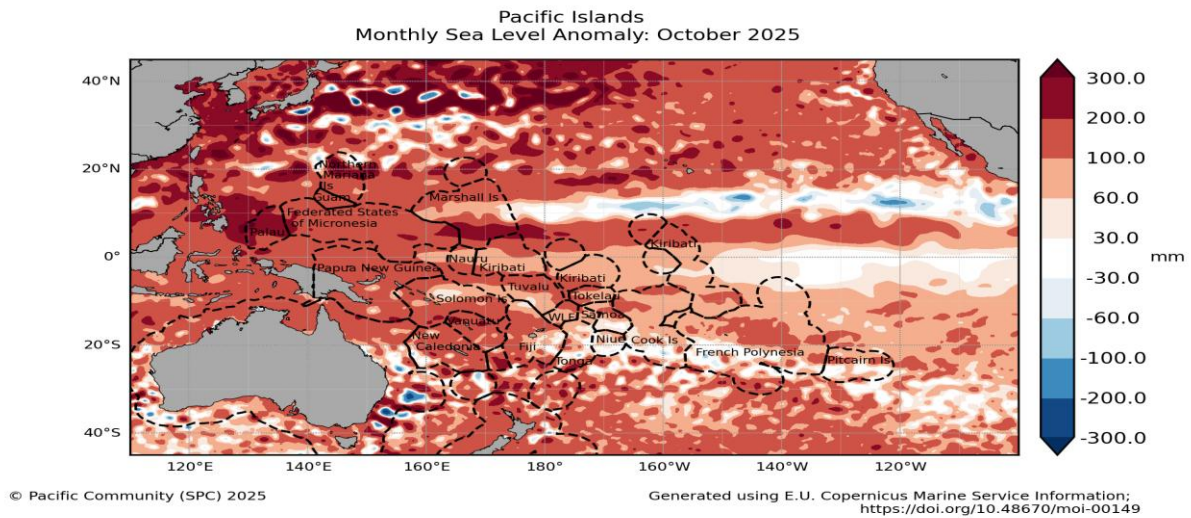 Pacific Islands
Monthly Sea Level Anomaly: October 2025
40°N
20°N
0°
20°S
40°S
120°E
140°E
160°E
180°
160°W
140°W
120°W
Northern
Mariana
Ils
Guam
Federated States
of Micronesia
Palau
Marshall Is
Nauru
Kiribati
Kiribati
Kiribati
Papua New Guinea
Tuvalu
Tokelau
Solomon Is
WLF
Samoa
Vanuatu
New
Caledonia
Fiji
Niue
Cook Is
Tonga
French Polynesia
Pitcairn Is
300.0
200.0
100.0
60.0
30.0
-30.0
-60.0
-100.0
-200.0
-300.0
mm
© Pacific Community (SPC) 2025
Generated using E.U. Copernicus Marine Service Information;
https://doi.org/10.48670/moi-00149